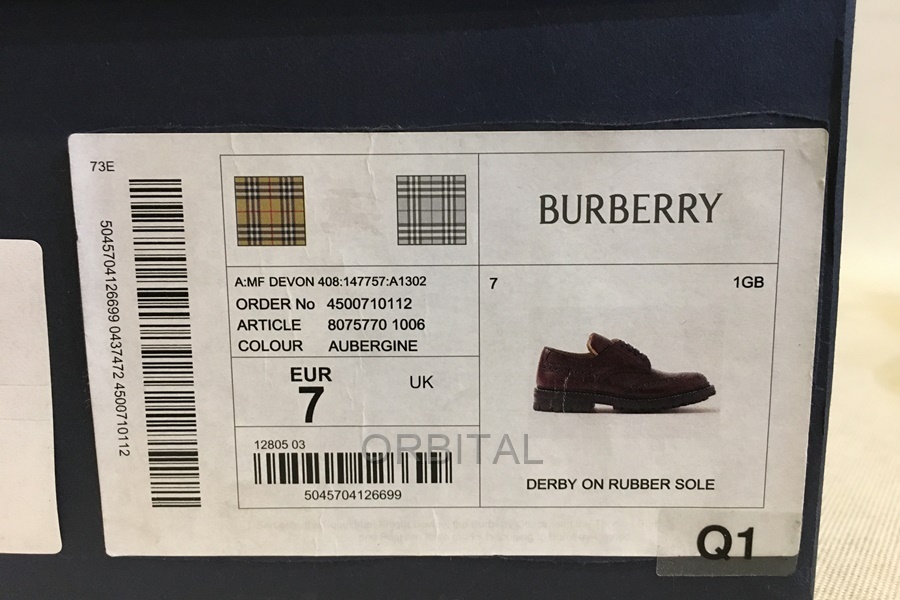 73E
5045704126699 0437472 4500710112
BURBERRY
A:MF DEVON 408:147757:A1302
ORDER No 4500710112
ARTICLE 8075770 1006
COLOUR AUBERGINE
7 1GB
EUR UK
7
12805 03
5045704126699
DERBY ON RUBBER SOLE
Q1
ORBITAL